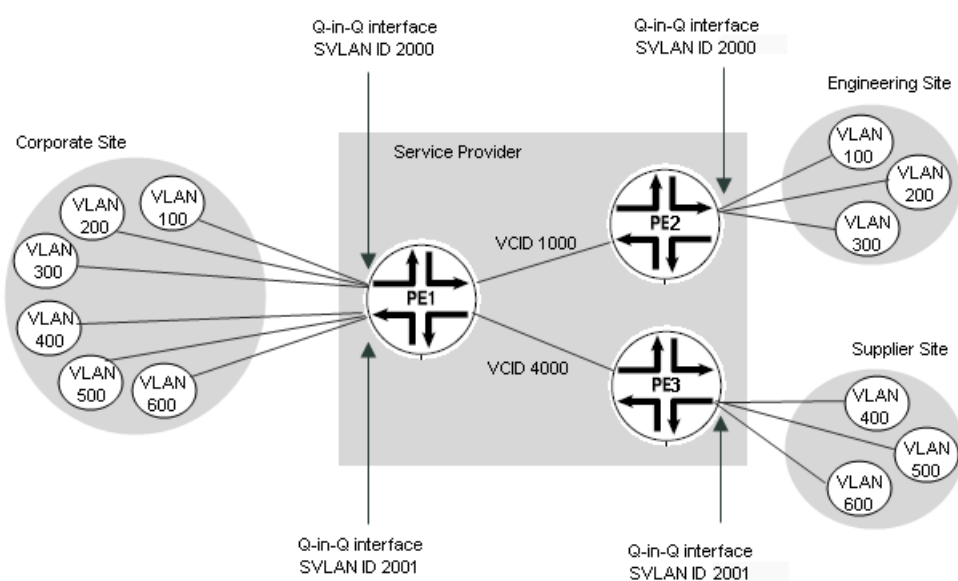 Q-in-Q interface
SVLAN ID 2000
Q-in-Q interface
SVLAN ID 2000
Engineering Site
Corporate Site
Service Provider
VLAN
100
VLAN
200
VLAN
300
VLAN
100
VLAN
200
VLAN
300
VLAN
400
VLAN
500
VLAN
600
PE1
PE2
PE3
VCID 1000
VCID 4000
Supplier Site
VLAN
400
VLAN
500
VLAN
600
Q-in-Q interface
SVLAN ID 2001
Q-in-Q interface
SVLAN ID 2001